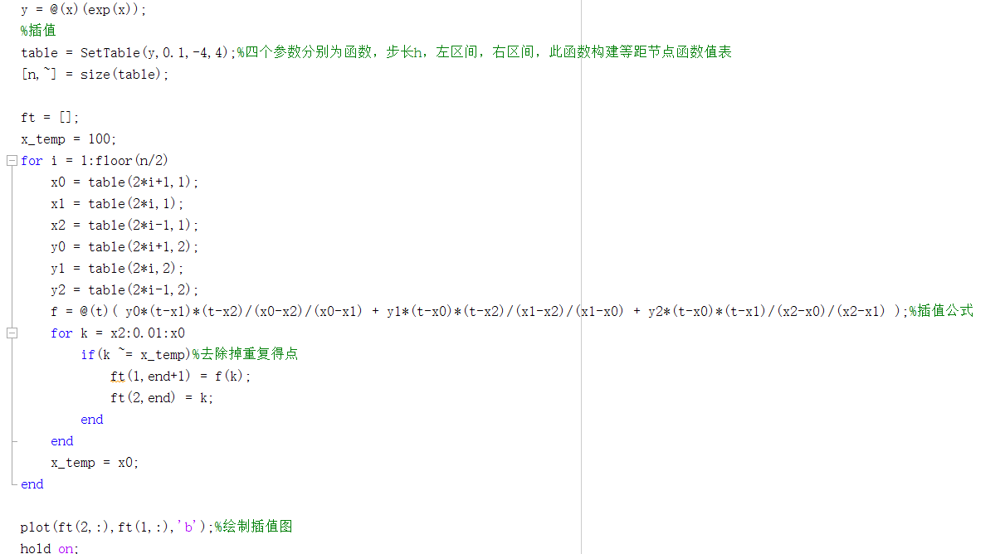 y = @(x)(exp(x));
%插值
table = SetTable(y,0.1,-4,4);%四个参数分别为函数，步长h，左区间，右区间，此函数构建等距节点函数值表
[n,~] = size(table);
ft = [];
x_temp = 100;
for i = 1:floor(n/2)
x0 = table(2*i+1,1);
x1 = table(2*i,1);
x2 = table(2*i-1,1);
y0 = table(2*i+1,2);
y1 = table(2*i,2);
y2 = table(2*i-1,2);
f = @(t)( y0*(t-x1)*(t-x2)/(x0-x2)/(x0-x1) + y1*(t-x0)*(t-x2)/(x1-x2)/(x1-x0) + y2*(t-x0)*(t-x1)/(x2-x0)/(x2-x1) );%插值公式
for k = x2:0.01:x0
if(k ~= x_temp)%去除掉重复得点
ft(1,end+1) = f(k);
ft(2,end) = k;
end
end
x_temp = x0;
end
plot(ft(2,:),ft(1,:),'b');%绘制插值图
hold on;